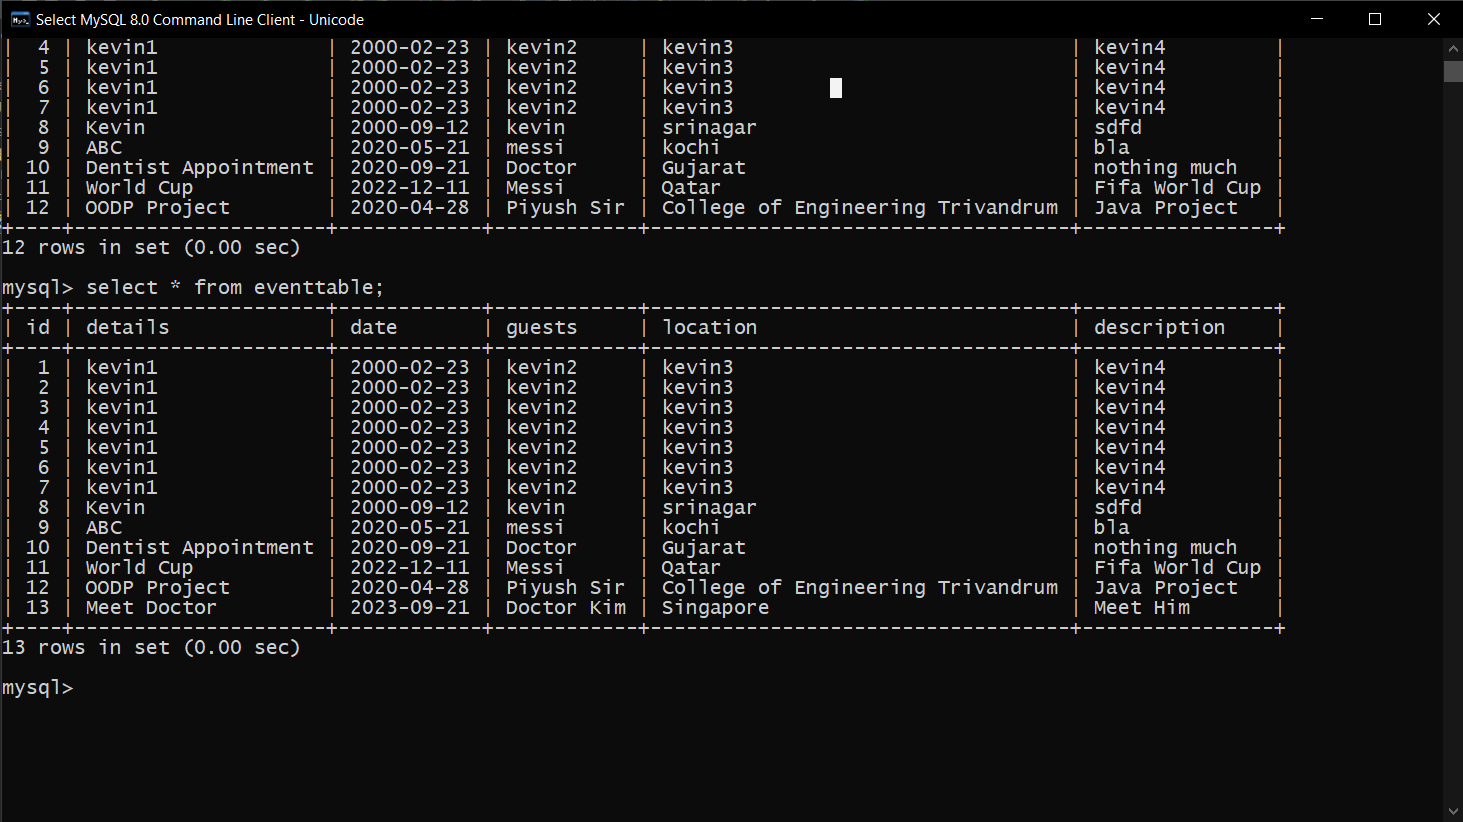 Select MySQL 8.0 Command Line Client - Unicode
|  4 | kevin1             | 2000-02-23 | kevin2     | kevin3                            | kevin4         |
|  5 | kevin1             | 2000-02-23 | kevin2     | kevin3                            | kevin4         |
|  6 | kevin1             | 2000-02-23 | kevin2     | kevin3                            | kevin4         |
|  7 | kevin1             | 2000-02-23 | kevin2     | kevin3                            | kevin4         |
|  8 | Kevin              | 2000-09-12 | kevin      | srinagar                          | sdfd           |
|  9 | ABC                | 2020-05-21 | messi      | kochi                             | bla            |
| 10 | Dentist Appointment | 2020-09-21 | Doctor     | Gujarat                           | nothing much   |
| 11 | World Cup          | 2022-12-11 | Messi      | Qatar                             | Fifa World Cup |
| 12 | OODP Project       | 2020-04-28 | Piyush Sir | College of Engineering Trivandrum | Java Project   |
+----+---------------------+------------+------------+-----------------------------------+----------------+
12 rows in set (0.00 sec)
mysql> select * from eventtable;
+----+---------------------+------------+------------+-----------------------------------+----------------+
| id | details             | date       | guests     | location                          | description    |
+----+---------------------+------------+------------+-----------------------------------+----------------+
|  1 | kevin1              | 2000-02-23 | kevin2     | kevin3                            | kevin4         |
|  2 | kevin1              | 2000-02-23 | kevin2     | kevin3                            | kevin4         |
|  3 | kevin1              | 2000-02-23 | kevin2     | kevin3                            | kevin4         |
|  4 | kevin1              | 2000-02-23 | kevin2     | kevin3                            | kevin4         |
|  5 | kevin1              | 2000-02-23 | kevin2     | kevin3                            | kevin4         |
|  6 | kevin1              | 2000-02-23 | kevin2     | kevin3                            | kevin4         |
|  7 | kevin1              | 2000-02-23 | kevin2     | kevin3                            | kevin4         |
|  8 | Kevin               | 2000-09-12 | kevin      | srinagar                          | sdfd           |
|  9 | ABC                 | 2020-05-21 | messi      | kochi                             | bla            |
| 10 | Dentist Appointment | 2020-09-21 | Doctor     | Gujarat                           | nothing much   |
| 11 | World Cup           | 2022-12-11 | Messi      | Qatar                             | Fifa World Cup |
| 12 | OODP Project        | 2020-04-28 | Piyush Sir | College of Engineering Trivandrum | Java Project   |
| 13 | Meet Doctor         | 2023-09-21 | Doctor Kim | Singapore                         | Meet Him       |
+----+---------------------+------------+------------+-----------------------------------+----------------+
13 rows in set (0.00 sec)
mysql>